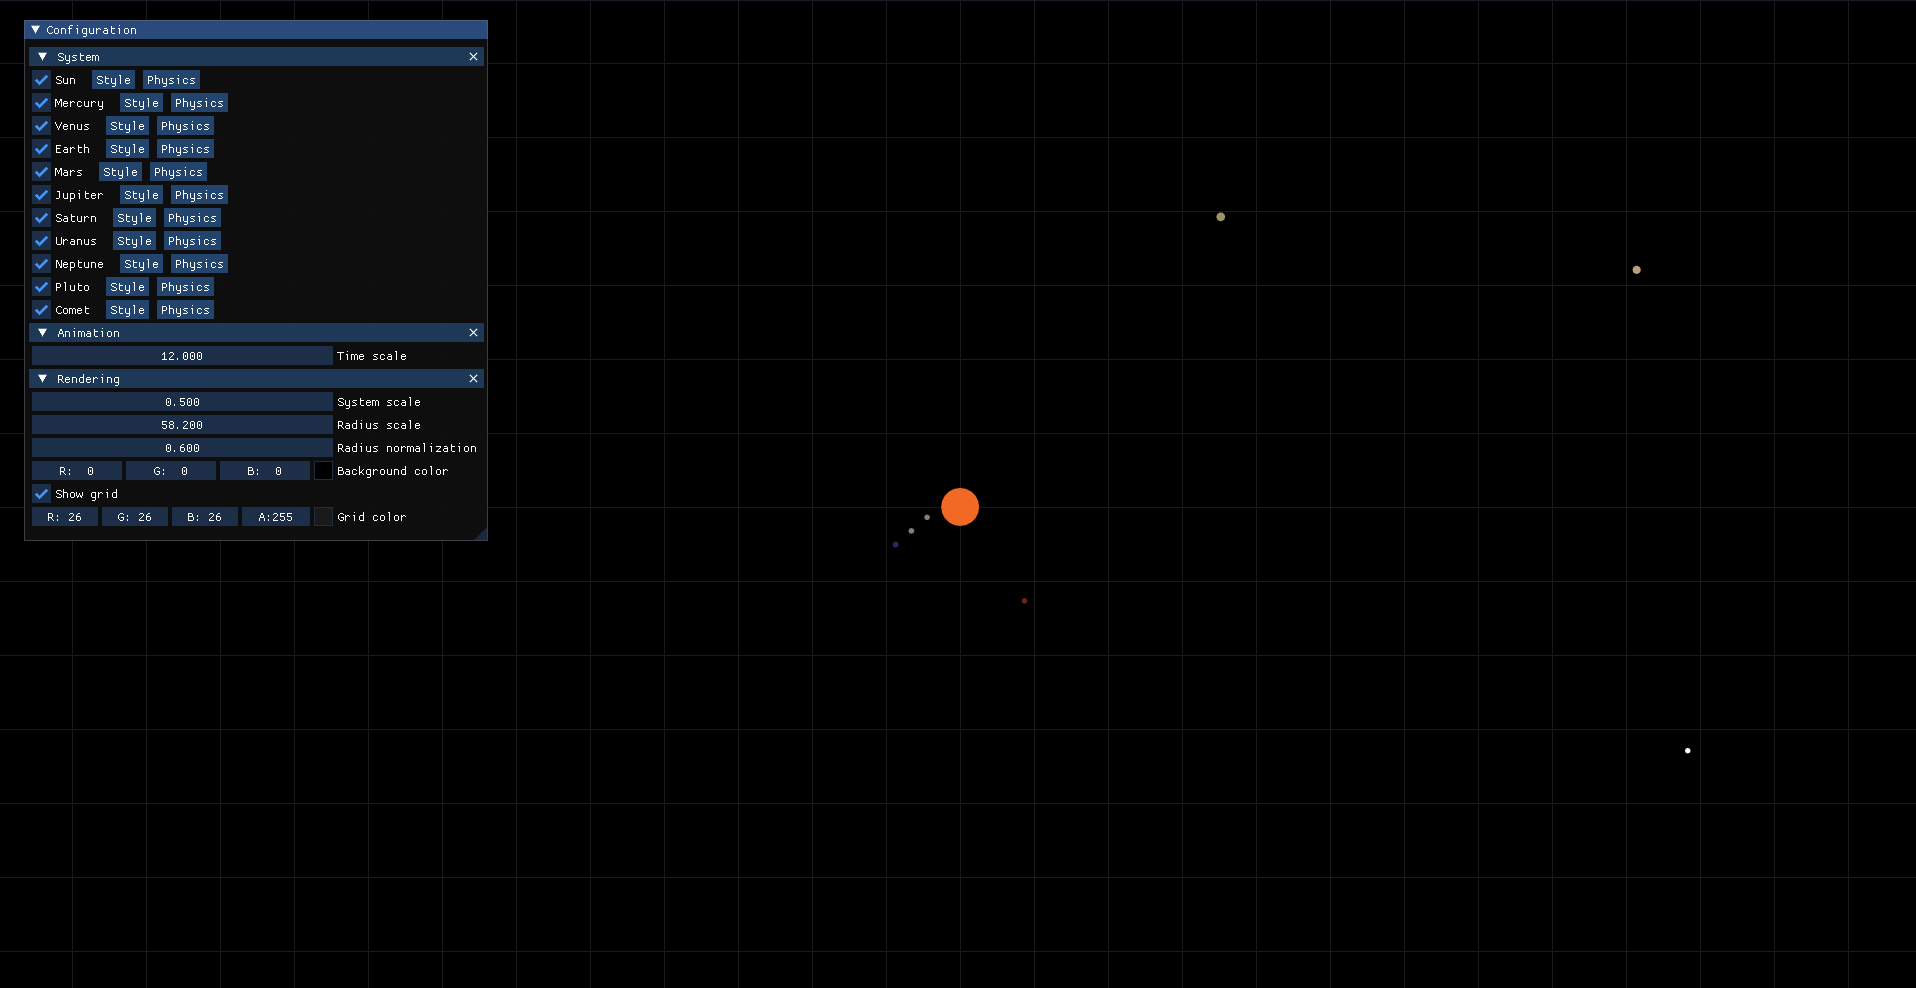 Configuration
System
Sun Style Physics
Mercury Style Physics
Venus Style Physics
Earth Style Physics
Mars Style Physics
Jupiter Style Physics
Saturn Style Physics
Uranus Style Physics
Neptune Style Physics
Pluto Style Physics
Comet Style Physics
Animation
12.000 Time scale
Rendering
0.500 System scale
58.200 Radius scale
0.600 Radius normalization
R: 0 G: 0 B: 0 Background color
Show grid
R: 26 G: 26 B: 26 A:255 Grid color